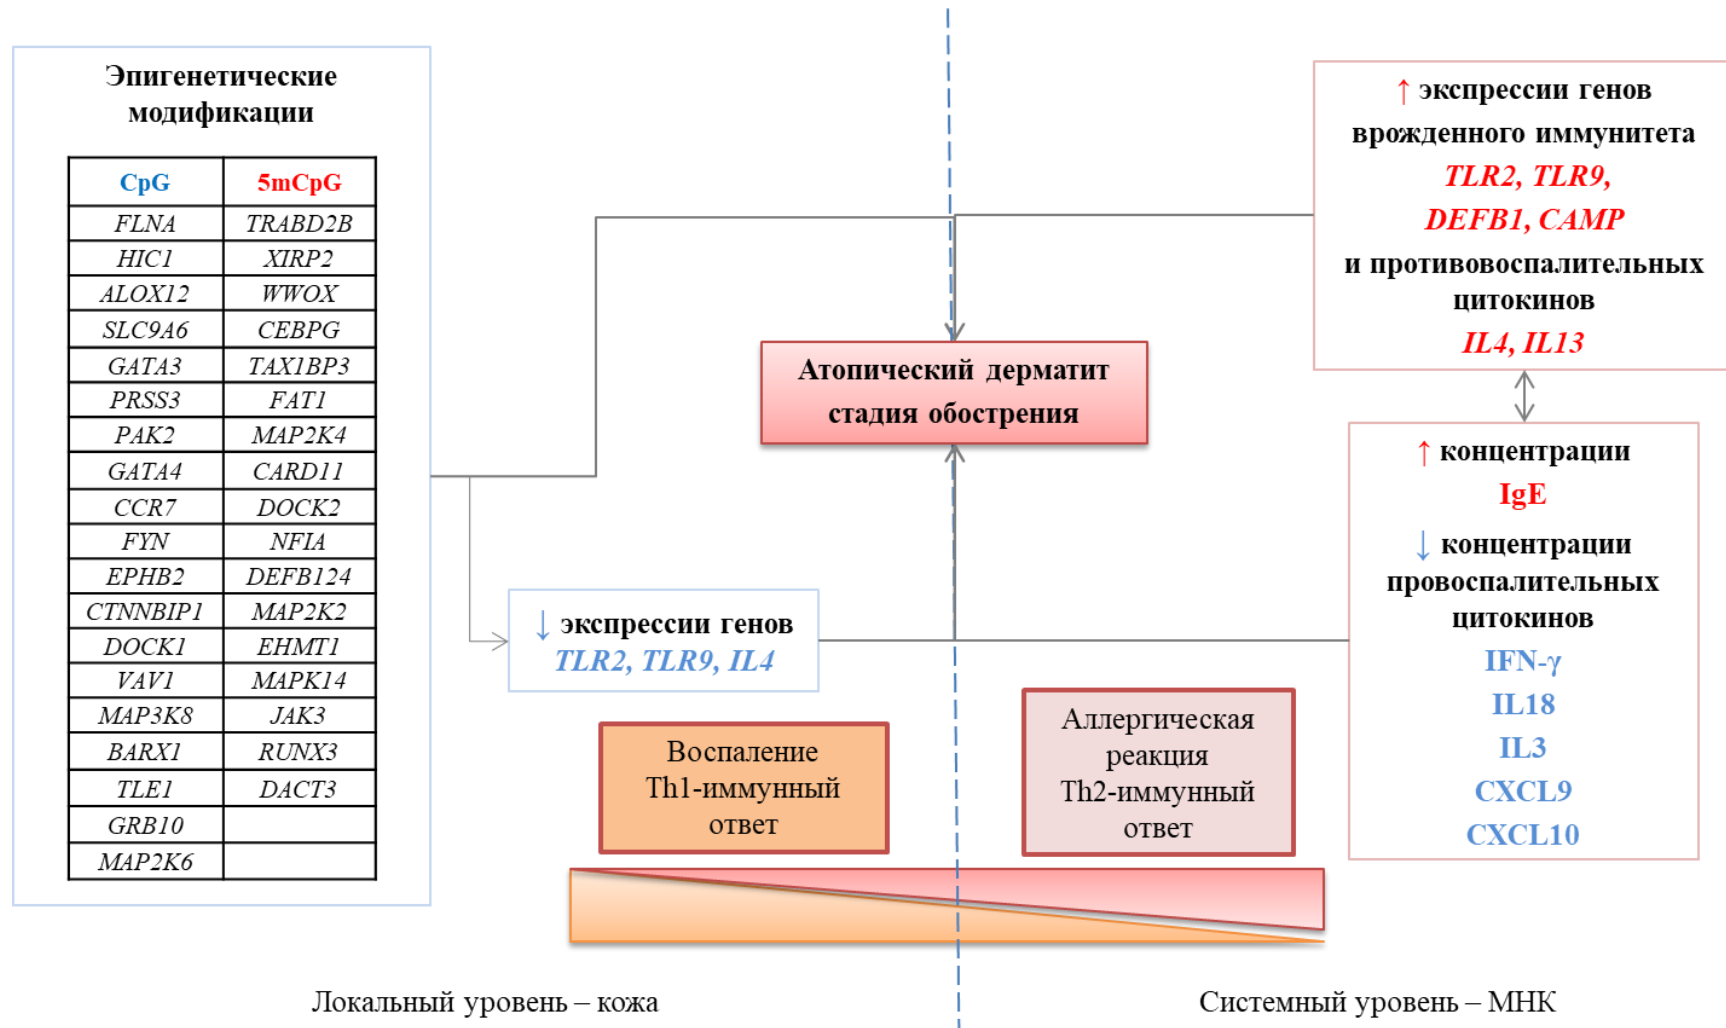 Эпигенетические
модификации
CpG 5mCpG
FLNA TRABD2B
HIC1 XIRP2
ALOX12 WWOX
SLC9A6 CEBPG
GATA3 TAX1BP3
PRSS3 FAT1
PAK2 MAP2K4
GATA4 CARD11
CCR7 DOCK2
FYN NFIA
EPHB2 DEFB124
CTNNBIP1 MAP2K2
DOCK1 EHMT1
VAV1 MAPK14
MAP3K8 JAK3
BARX1 RUNX3
TLE1 DACT3
GRB10
MAP2K6
↓ экспрессии генов
TLR2, TLR9, IL4
Атопический дерматит
стадия обострения
↑ экспрессии генов
врожденного иммунитета
TLR2, TLR9,
DEFB1, CAMP
и противовоспалительных
цитокинов
IL4, IL13
↑ концентрации
IgE
↓ концентрации
провоспалительных
цитокинов
IFN-γ
IL18
IL3
CXCL9
CXCL10
Воспаление
Th1-иммунный
ответ
Аллергическая
реакция
Th2-иммунный
ответ
Локальный уровень – кожа
Системный уровень – МНК